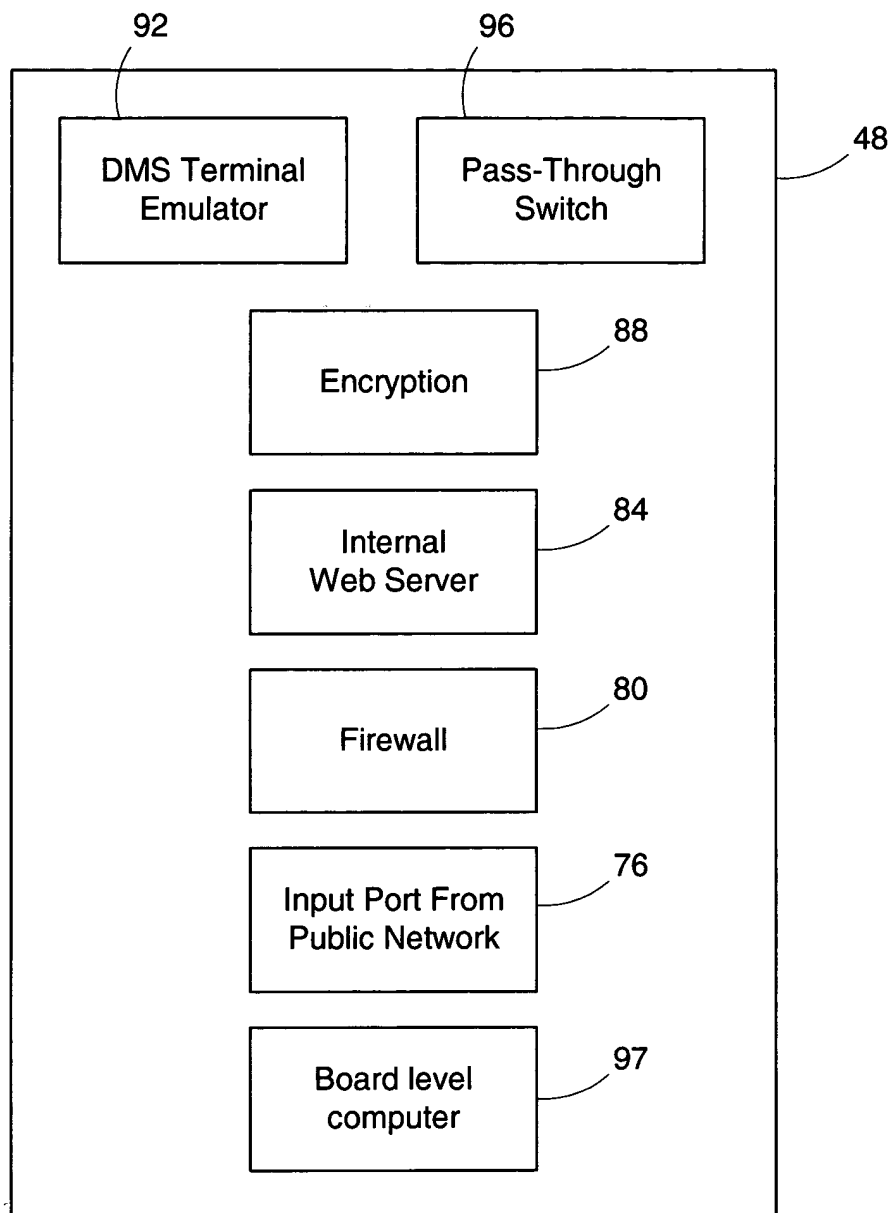 92
96
48
DMS Terminal
Emulator
Pass-Through
Switch
88
Encryption
84
Internal
Web Server
80
Firewall
76
Input Port From
Public Network
97
Board level
computer